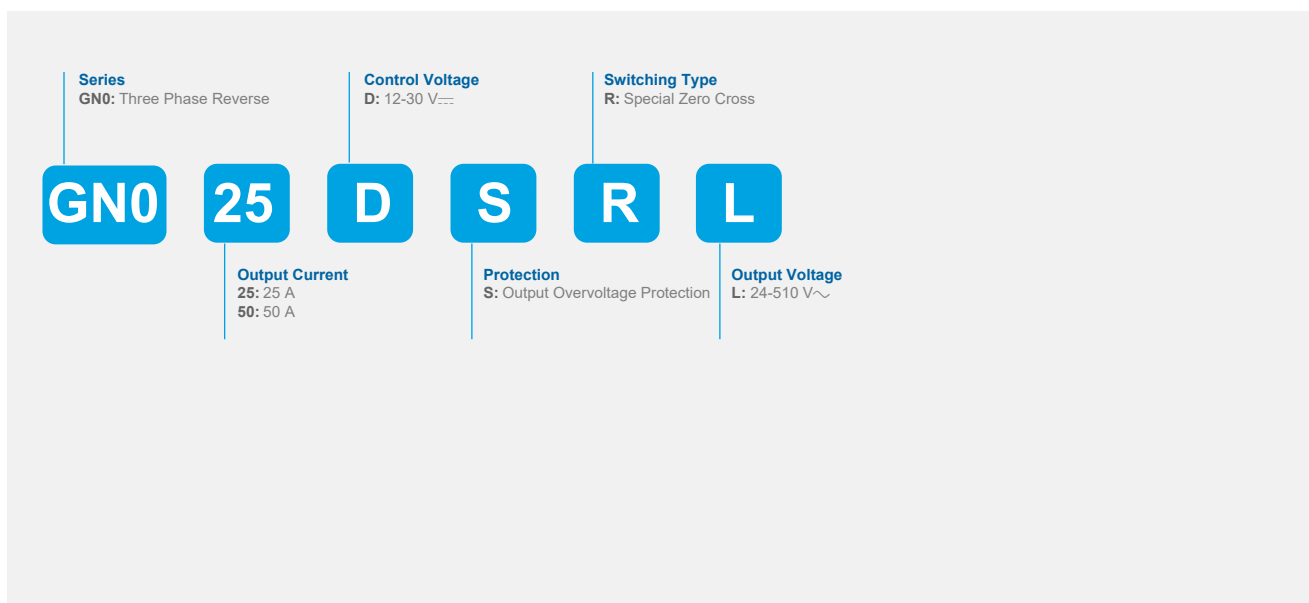 Series
GN0: Three Phase Reverse
Control Voltage
D: 12-30 V⎓
Switching Type
R: Special Zero Cross
GN0 25 D S R L
Output Current
25: 25 A
50: 50 A
Protection
S: Output Overvoltage Protection
Output Voltage
L: 24-510 V∿